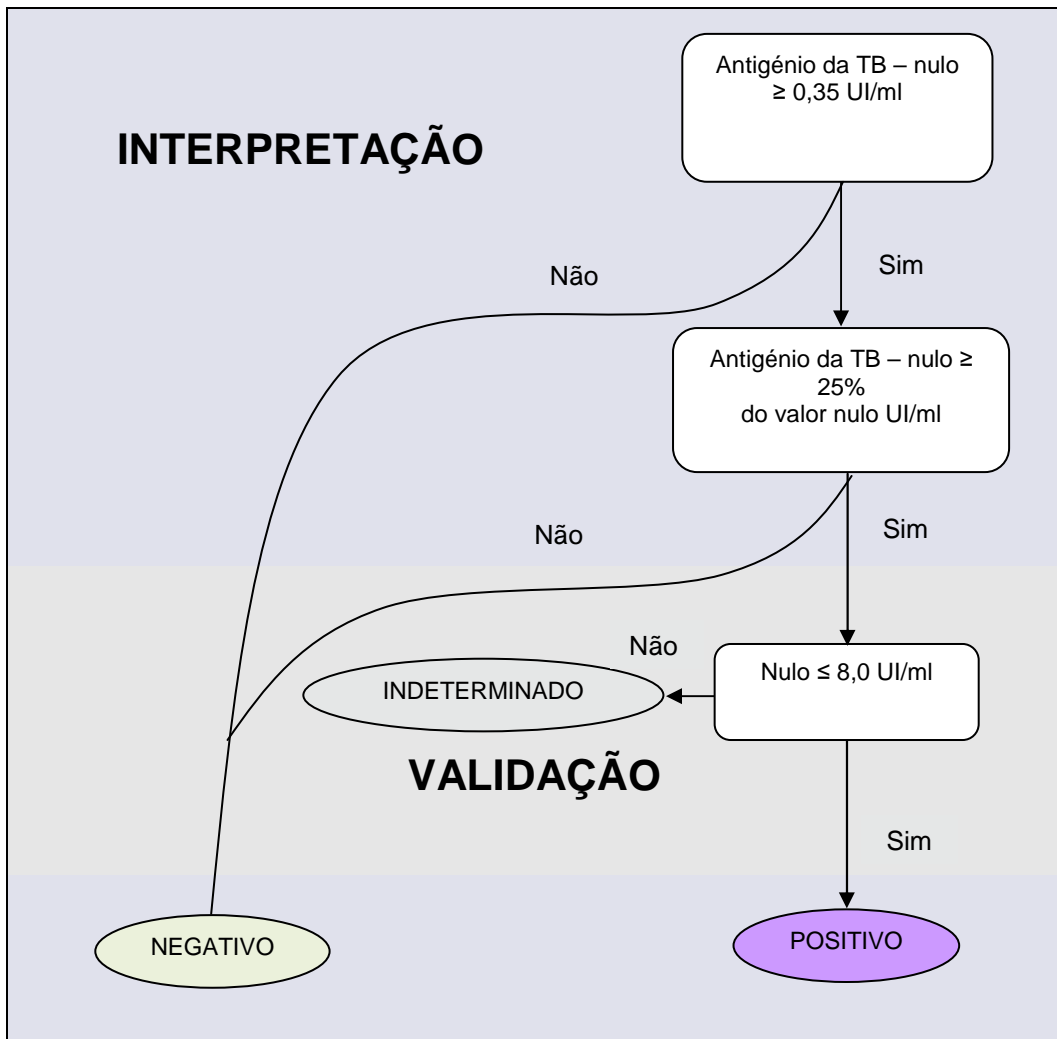 Antigénio da TB – nulo
≥ 0,35 UI/ml
INTERPRETAÇÃO
Não
Sim
Antigénio da TB – nulo ≥
25%
do valor nulo UI/ml
Não
Sim
Não
Nulo ≤ 8,0 UI/ml
INDETERMINADO
VALIDAÇÃO
Sim
NEGATIVO
POSITIVO